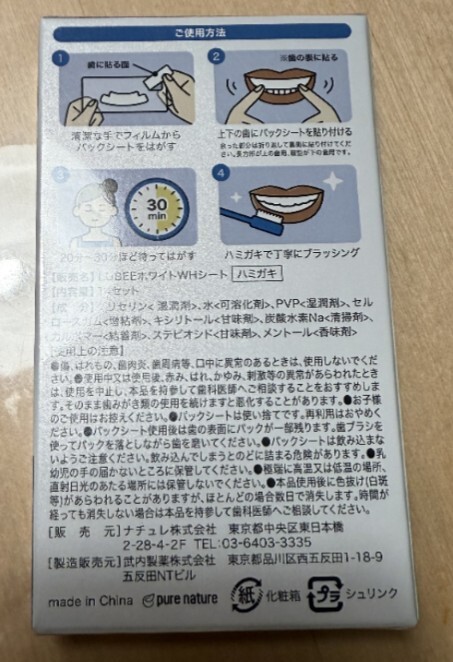 ご使用方法
1
歯に貼る面
清潔な手でフィルムから
パックシートをはがす
2
※歯の表に貼る
上下の歯にパックシートを貼り付ける
余った部分は折り返して裏面に貼り付けてください。
3
30
min
20分~30分ほど待ってはがす
4
ハミガキで丁寧にブラッシング
【販売名】
BEEホワイトWHシート ハミガキ
【内容量】
セット
【成 分】
リセリン<湿潤剤>、水<可溶化剤>、PVP<湿潤剤>、セル
ロースガム<増粘剤>、キシリトール<甘味剤>、炭酸水素Na<清掃剤>、
カルボマー<粘着剤>、ステビオシド<甘味剤>、メントール<香味剤>
【使用上の注意】
●傷、はれもの、歯肉炎、歯周病等、口中に異常のあるときは、使用しないでくだ
さい。●使用中又は使用後、赤み、はれ、かゆみ、刺激等の異常があらわれたとき
は、使用を中止し、本品を持参して歯科医師へご相談することをおすすめしま
す。そのまま歯みがき類の使用を続けますと悪化することがあります。●お子様
のご使用はお控えください。●パックシートは使い捨てです。再利用はおやめく
ださい。●パックシート使用後は歯の表面にパックが一部残ります。歯ブラシを
使ってパックを落としながら歯を磨いてください。●パックシートは飲み込まな
いようご注意ください。飲み込んでしまうとのどに詰まる危険があります。●乳
幼児の手の届かないところに保管してください。●極端に高温又は低温の場所、
直射日光のあたる場所には保管しないでください。●本品使用後に色抜け(白斑
等)があらわれることがありますが、ほとんどの場合数日で消失します。時間が
経っても消失しない場合は本品を持参して歯科医師へご相談ください。
[販 売 元]ナチュレ株式会社 東京都中央区東日本橋
2-28-4-2F TEL:03-6403-3335
[製造販売元]武内製薬株式会社 東京都品川区西五反田1-18-9
五反田NTビル
made in China pure nature 紙 化粧箱 プラ シュリンク